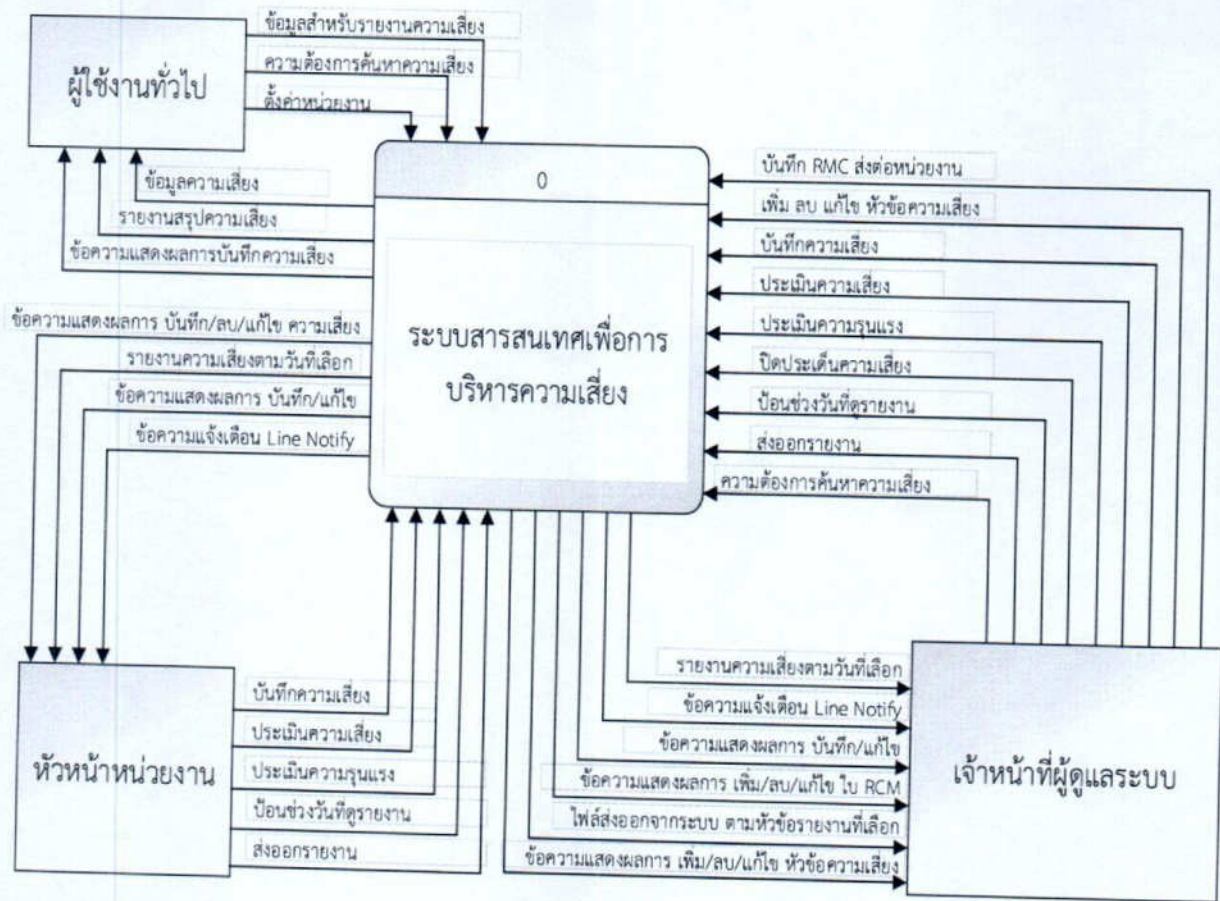 ข้อมูลสำหรับรายงานความเสี่ยง
ความต้องการค้นหาความเสี่ยง
ตั้งค่าหน่วยงาน
ผู้ใช้งานทั่วไป
ข้อมูลความเสี่ยง
รายงานสรุปความเสี่ยง
ข้อความแสดงผลการบันทึกความเสี่ยง
0
ระบบสารสนเทศเพื่อการ
บริหารความเสี่ยง
บันทึก RMC ส่งต่อหน่วยงาน
เพิ่ม ลบ แก้ไข หัวข้อความเสี่ยง
บันทึกความเสี่ยง
ประเมินความเสี่ยง
ประเมินความรุนแรง
ปิดประเด็นความเสี่ยง
ป้อนช่วงวันที่ดูรายงาน
ส่งออกรายงาน
ความต้องการค้นหาความเสี่ยง
ข้อความแสดงผลการ บันทึก/ลบ/แก้ไข ความเสี่ยง
รายงานความเสี่ยงตามวันที่เลือก
ข้อความแสดงผลการ บันทึก/แก้ไข
ข้อความแจ้งเตือน Line Notify
หัวหน้าหน่วยงาน
บันทึกความเสี่ยง
ประเมินความเสี่ยง
ประเมินความรุนแรง
ป้อนช่วงวันที่ดูรายงาน
ส่งออกรายงาน
รายงานความเสี่ยงตามวันที่เลือก
ข้อความแจ้งเตือน Line Notify
ข้อความแสดงผลการ บันทึก/แก้ไข
ข้อความแสดงผลการ เพิ่ม/ลบ/แก้ไข ใบ RCM
ไฟล์ส่งออกจากระบบ ตามหัวข้อรายงานที่เลือก
ข้อความแสดงผลการ เพิ่ม/ลบ/แก้ไข หัวข้อความเสี่ยง
เจ้าหน้าที่ผู้ดูแลระบบ